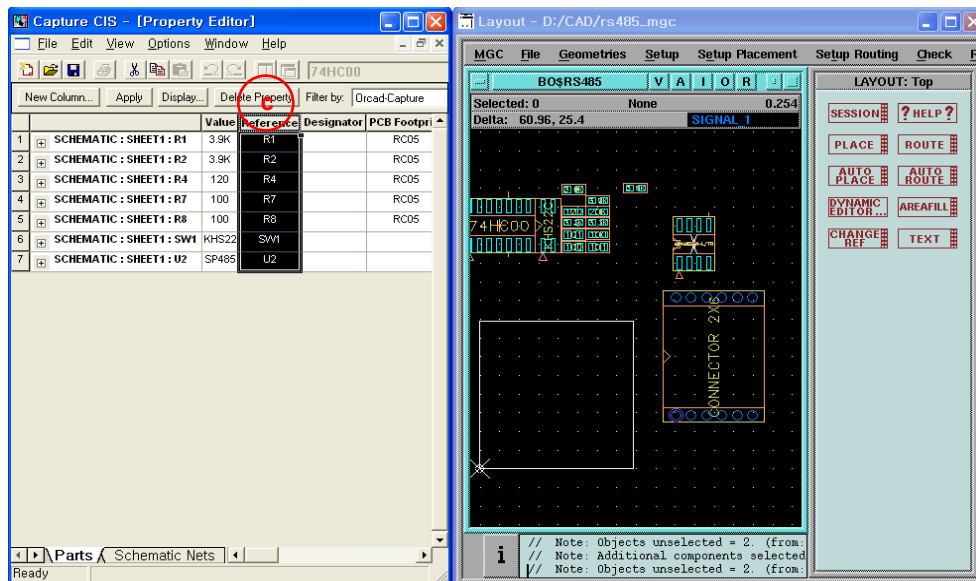 Capture CIS - [Property Editor]
File Edit View Options Window Help
74HC00
New Column... Apply Display... Delete Property Filter by: Orcad-Capture
C
Value Reference Designator PCB Footpri
1 SCHEMATIC : SHEET1 : R1 3.9K R1 RC05
2 SCHEMATIC : SHEET1 : R2 3.9K R2 RC05
3 SCHEMATIC : SHEET1 : R4 120 R4 RC05
4 SCHEMATIC : SHEET1 : R7 100 R7 RC05
5 SCHEMATIC : SHEET1 : R8 100 R8 RC05
6 SCHEMATIC : SHEET1 : SW1 KHS22 SW1
7 SCHEMATIC : SHEET1 : U2 SP485 U2
Parts Schematic Nets
Ready
Layout - D:/CAD/rs485_mgc
MGC File Geometries Setup Setup Placement Setup Routing Check
BO$RS485 V A I O R
Selected: 0 None 0.254
Delta: 60.96, 25.4 SIGNAL_1
74HC00
KHS22C
CONNECTOR 2X6
i
// Note: Objects unselected = 2. (from:
// Note: Additional components selected
// Note: Objects unselected = 2. (from:
LAYOUT: Top
SESSION ? HELP ?
PLACE ROUTE
AUTO PLACE AUTO ROUTE
DYNAMIC EDITOR... AREAFILL
CHANGE REF TEXT